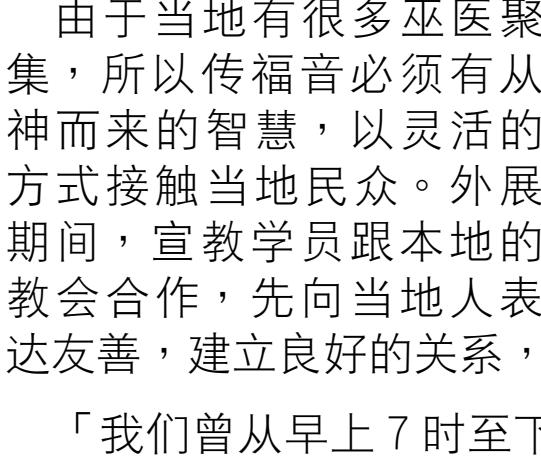 由于当地有很多巫医聚
集，所以传福音必须有从
神而来的智慧，以灵活的
方式接触当地民众。外展
期间，宣教学员跟本地的
教会合作，先向当地人表
达友善，建立良好的关系，
「我们曾从早上 7 时至下